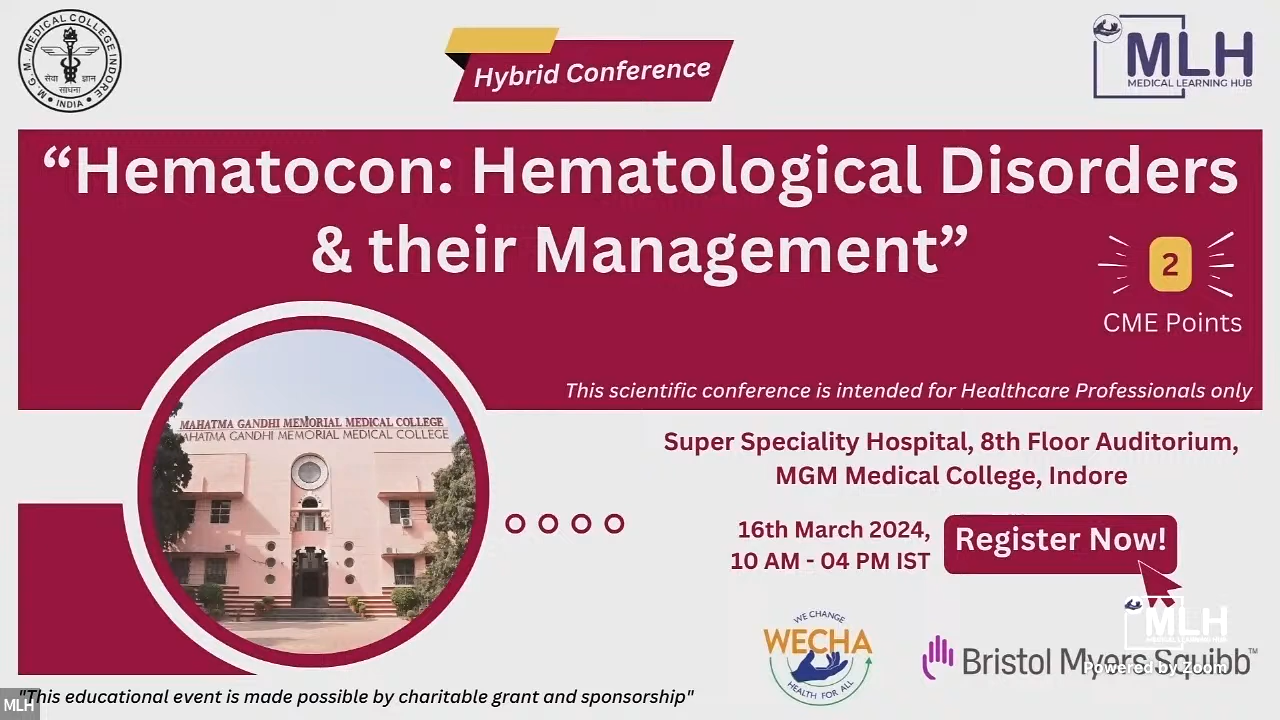 M.G.M. MEDICAL COLLEGE, INDORE
सेवा ज्ञान
साधना
• INDIA •
Hybrid Conference
MLH
MEDICAL LEARNING HUB
“Hematocon: Hematological Disorders
& their Management”
2
CME Points
This scientific conference is intended for Healthcare Professionals only
MAHATMA GANDHI MEMORIAL MEDICAL COLLEGE
MAHATMA GANDHI MEMORIAL MEDICAL COLLEGE
Super Speciality Hospital, 8th Floor Auditorium,
MGM Medical College, Indore
16th March 2024,
10 AM - 04 PM IST
Register Now!
WE CHANGE
WECHA
HEALTH FOR ALL
Bristol Myers Squibb™
MLH
MEDICAL LEARNING HUB
Powered by Zoom
"This educational event is made possible by charitable grant and sponsorship"
MLH